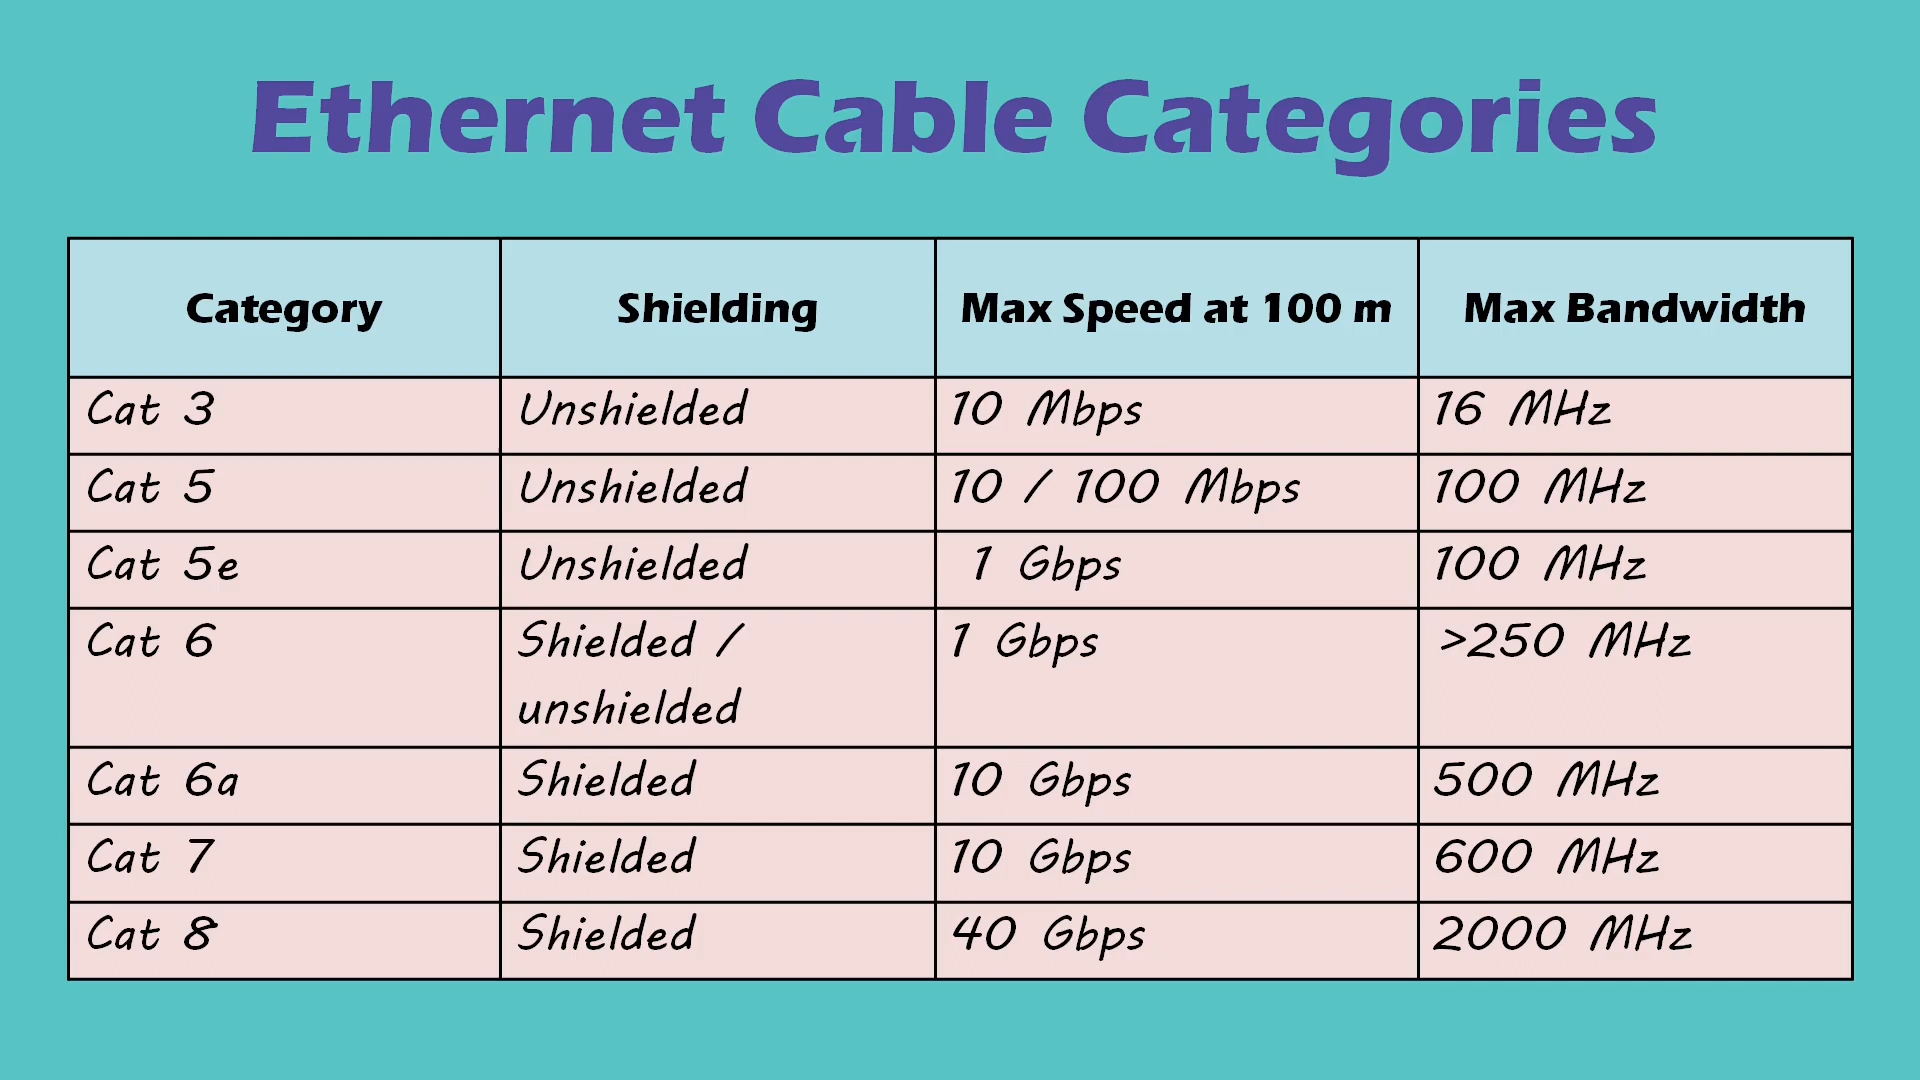 Ethernet Cable Categories
Category Shielding Max Speed at 100 m Max Bandwidth
Cat 3 Unshielded 10 Mbps 16 MHz
Cat 5 Unshielded 10 / 100 Mbps 100 MHz
Cat 5e Unshielded 1 Gbps 100 MHz
Cat 6 Shielded / 1 Gbps >250 MHz
unshielded
Cat 6a Shielded 10 Gbps 500 MHz
Cat 7 Shielded 10 Gbps 600 MHz
Cat 8 Shielded 40 Gbps 2000 MHz